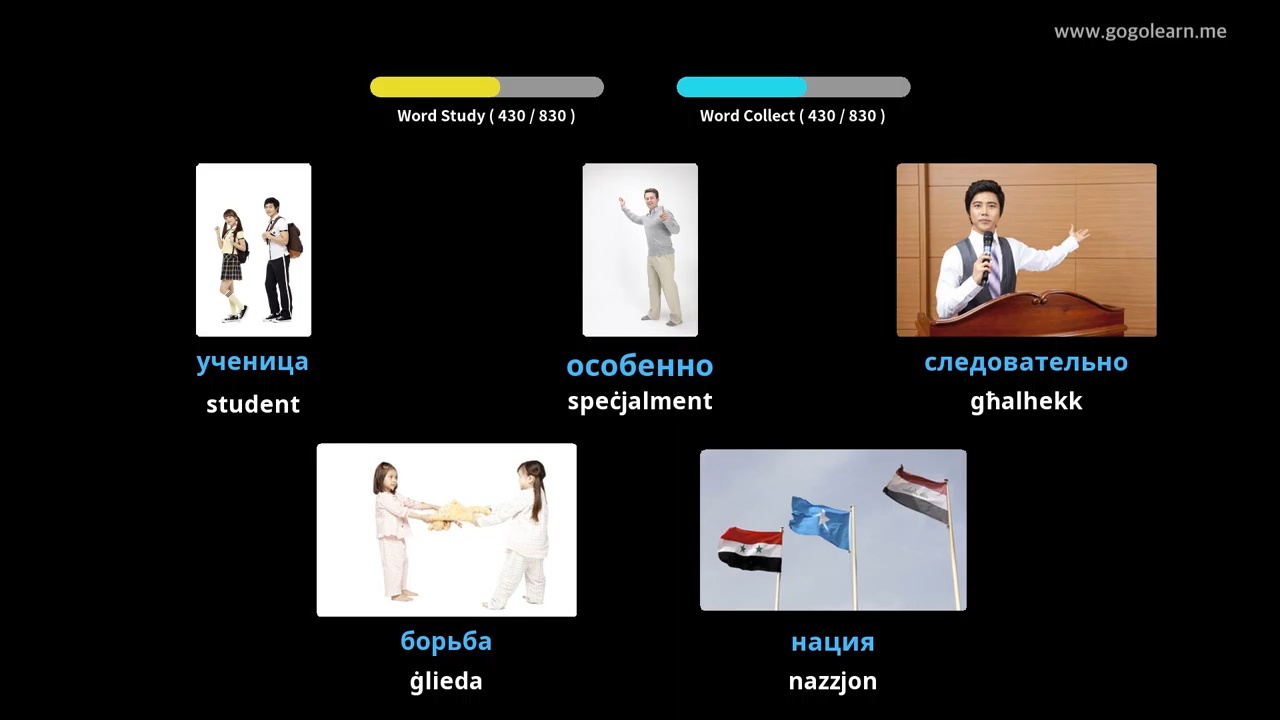 www.gogolearn.me
Word Study ( 430 / 830 )
Word Collect ( 430 / 830 )
ученица
student
особенно
speċjalment
следовательно
għalhekk
борьба
ġlieda
нация
nazzjon